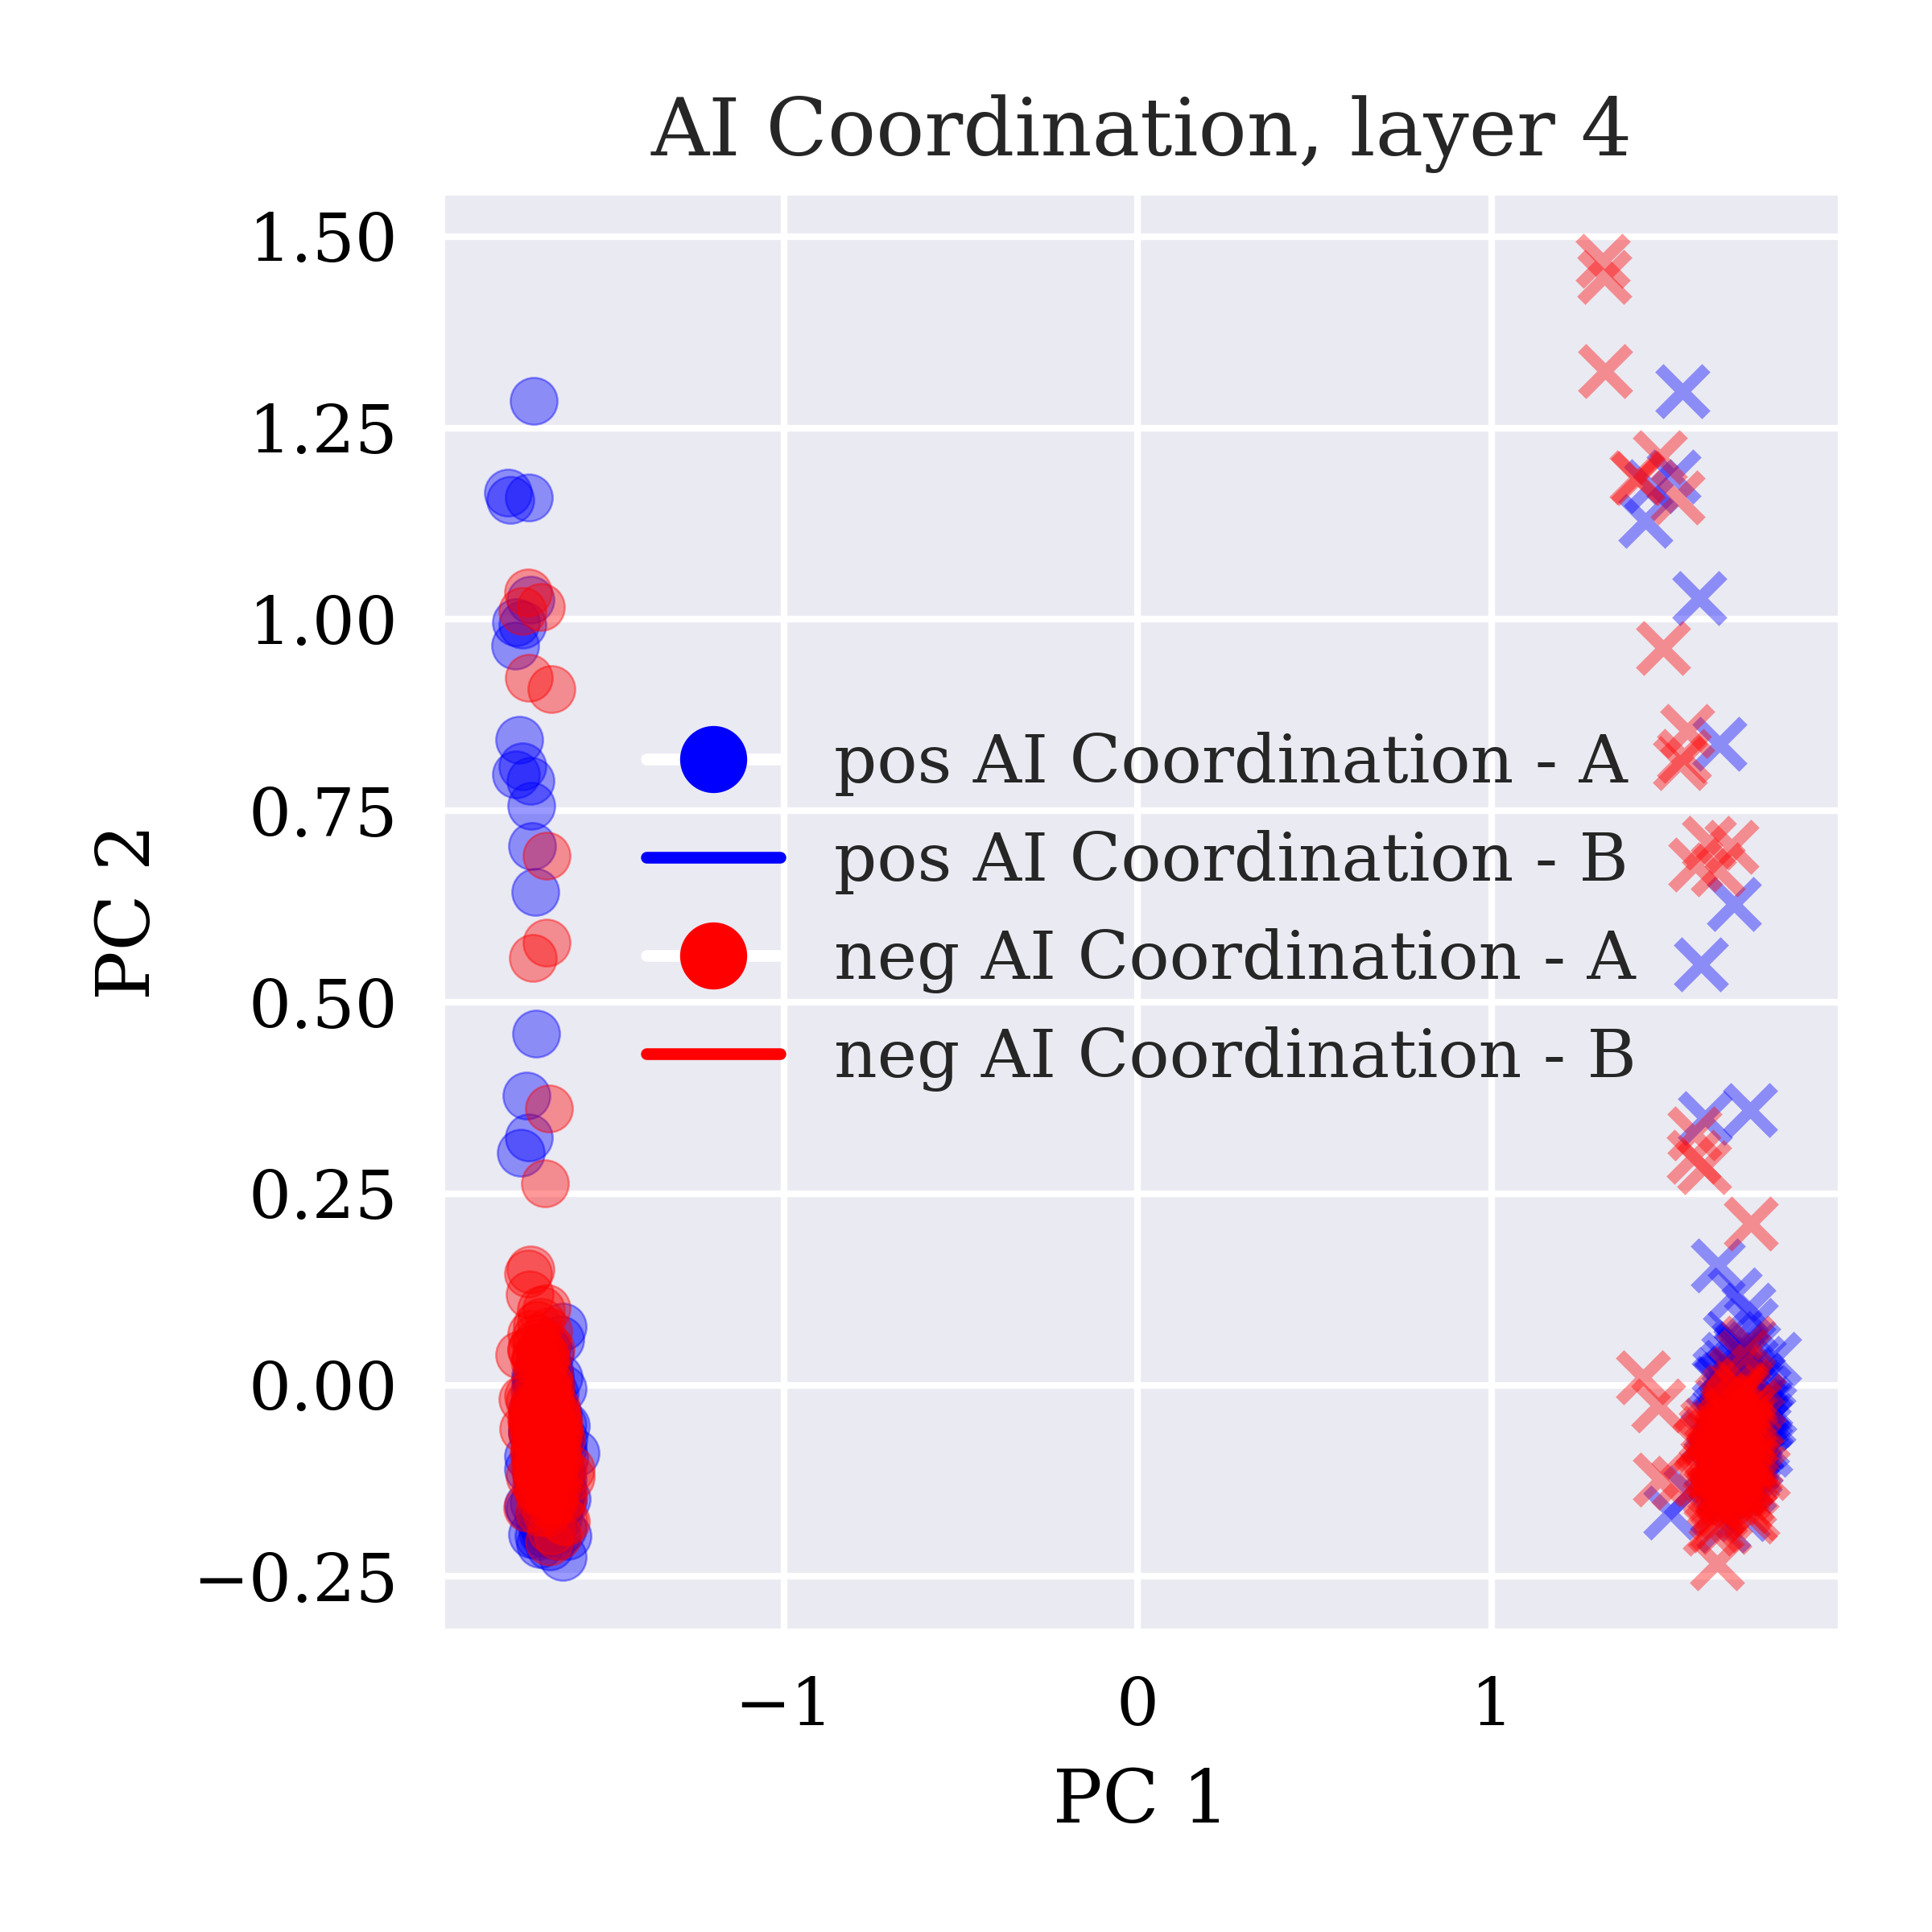 AI Coordination, layer 4
1.50
1.25
1.00
0.75
0.50
0.25
0.00
−0.25
PC 2
pos AI Coordination - A
pos AI Coordination - B
neg AI Coordination - A
neg AI Coordination - B
−1 0 1
PC 1